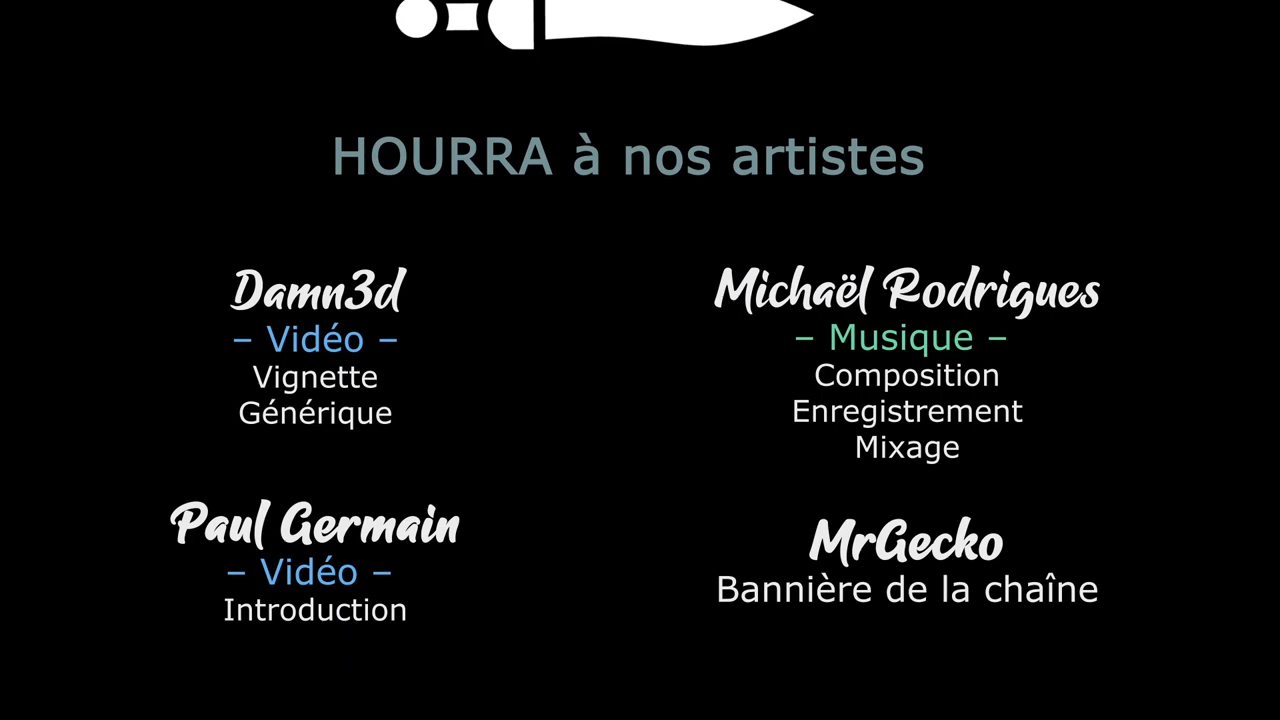 HOURRA à nos artistes
Damn3d
– Vidéo –
Vignette
Générique
Michaël Rodrigues
– Musique –
Composition
Enregistrement
Mixage
Paul Germain
– Vidéo –
Introduction
MrGecko
Bannière de la chaîne